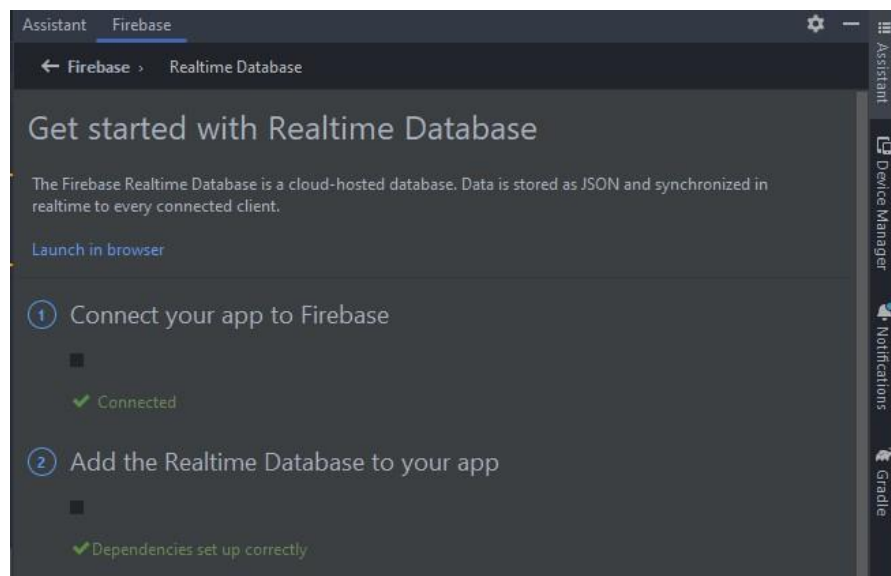 Assistant Firebase
← Firebase › Realtime Database
Get started with Realtime Database
The Firebase Realtime Database is a cloud-hosted database. Data is stored as JSON and synchronized in
realtime to every connected client.
Launch in browser
1 Connect your app to Firebase
✔ Connected
2 Add the Realtime Database to your app
✔Dependencies set up correctly
Assistant
Device Manager
Notifications
Gradle